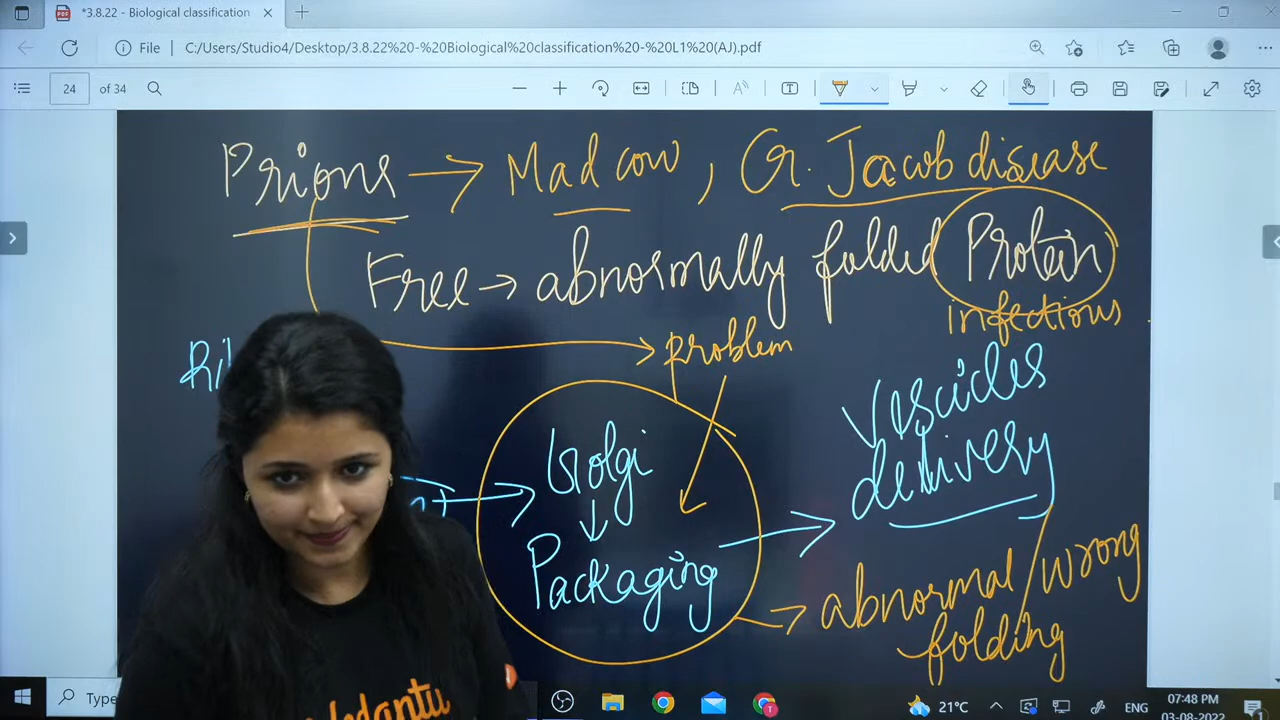 *3.8.22 - Biological classification
File C:/Users/Studio4/Desktop/3.8.22%20-%20Biological%20classification%20-%20L1%20(AJ).pdf
24 of 34
Prions → Mad cow, Cr. Jacob disease
Free → abnormally folded Protein
infectious
problem
Vesicles
delivery
Golgi
Packaging
abnormal/wrong
folding
Vedantu
Type
21°C ENG 07:48 PM
03-08-2022